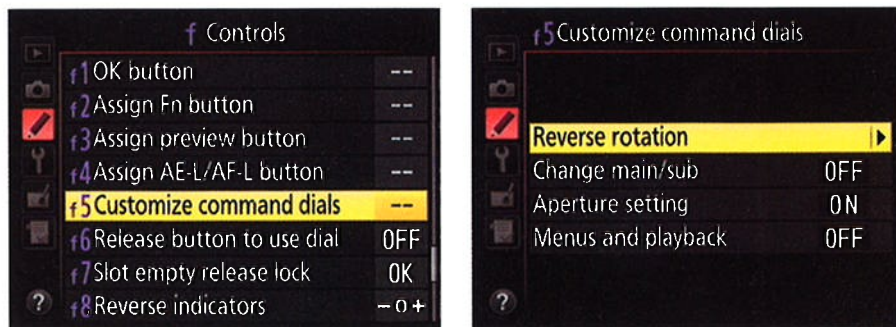 f Controls
f1 OK button --
f2 Assign Fn button --
f3 Assign preview button --
f4 Assign AE-L/AF-L button --
f5 Customize command dials --
f6 Release button to use dial OFF
f7 Slot empty release lock OK
f8 Reverse indicators -0+
?
f5 Customize command dials
Reverse rotation
Change main/sub OFF
Aperture setting ON
Menus and playback OFF
?